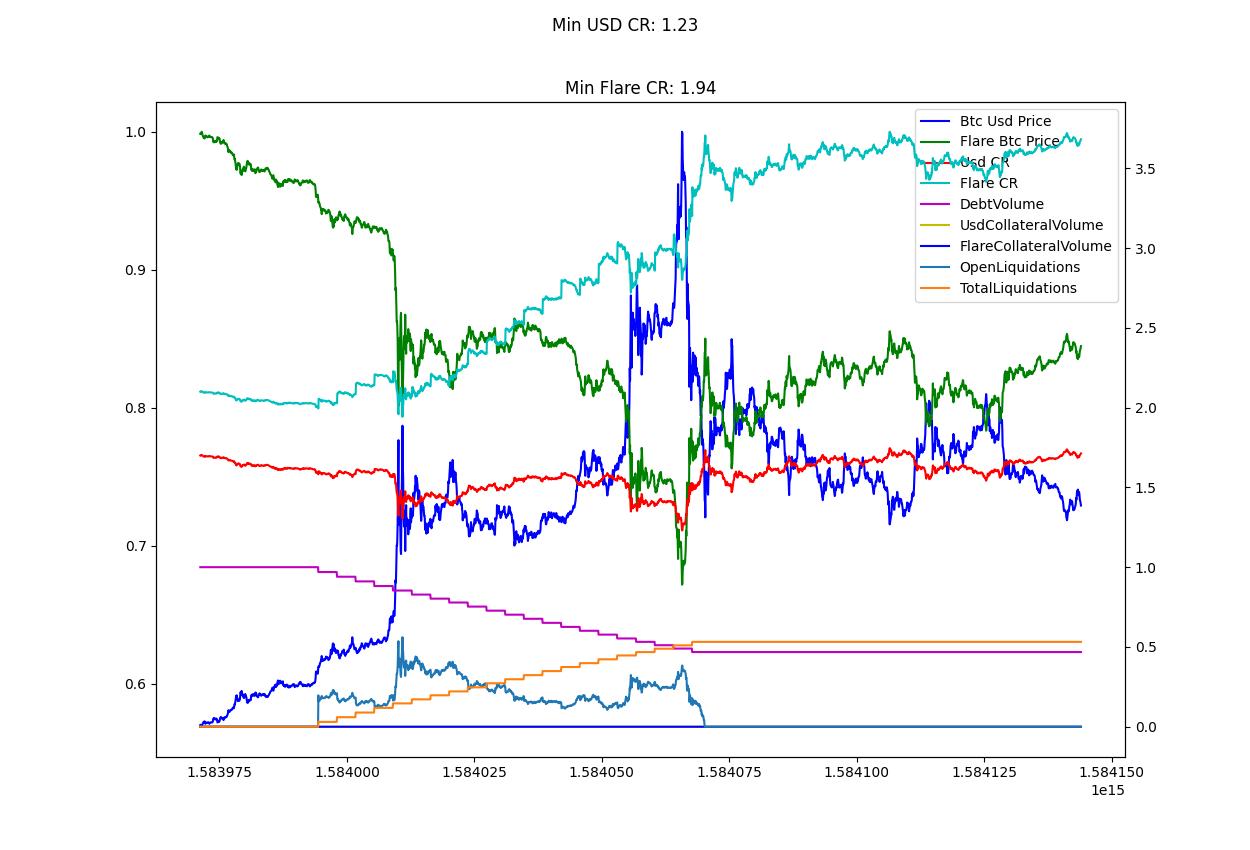 Min USD CR: 1.23
Min Flare CR: 1.94
Btc Usd Price
Flare Btc Price
Usd CR
Flare CR
DebtVolume
UsdCollateralVolume
FlareCollateralVolume
OpenLiquidations
TotalLiquidations
1.0
0.9
0.8
0.7
0.6
3.5
3.0
2.5
2.0
1.5
1.0
0.5
0.0
1.583975
1.584000
1.584025
1.584050
1.584075
1.584100
1.584125
1.584150
1e15